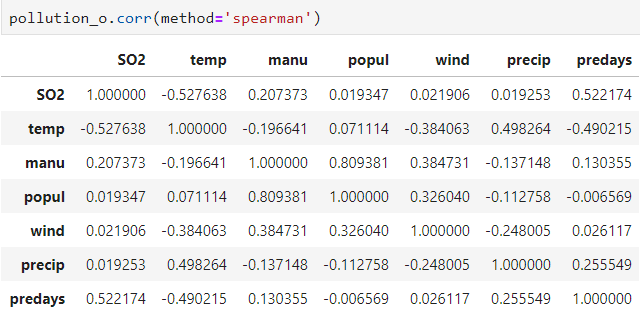 pollution_o.corr(method='spearman')
SO2 temp manu popul wind precip predays
SO2 1.000000 -0.527638 0.207373 0.019347 0.021906 0.019253 0.522174
temp -0.527638 1.000000 -0.196641 0.071114 -0.384063 0.498264 -0.490215
manu 0.207373 -0.196641 1.000000 0.809381 0.384731 -0.137148 0.130355
popul 0.019347 0.071114 0.809381 1.000000 0.326040 -0.112758 -0.006569
wind 0.021906 -0.384063 0.384731 0.326040 1.000000 -0.248005 0.026117
precip 0.019253 0.498264 -0.137148 -0.112758 -0.248005 1.000000 0.255549
predays 0.522174 -0.490215 0.130355 -0.006569 0.026117 0.255549 1.000000